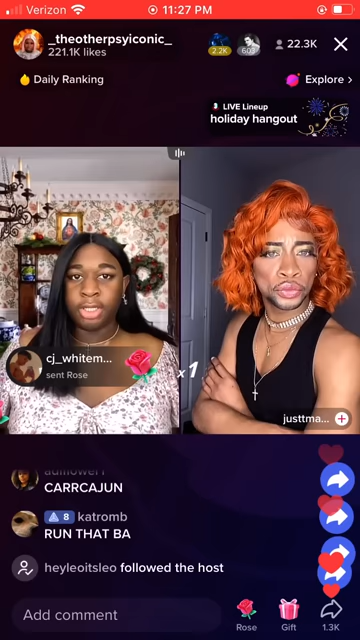 Verizon 11:27 PM
_theotherpsyiconic_
221.1K likes
2.2K 603 22.3K
Daily Ranking
Explore >
LIVE Lineup
holiday hangout
cj_whitem...
sent Rose
x1
justtma...
CARRCAJUN
8 katromb
RUN THAT BA
heyleoitsleo followed the host
Add comment
Rose Gift 1.3K